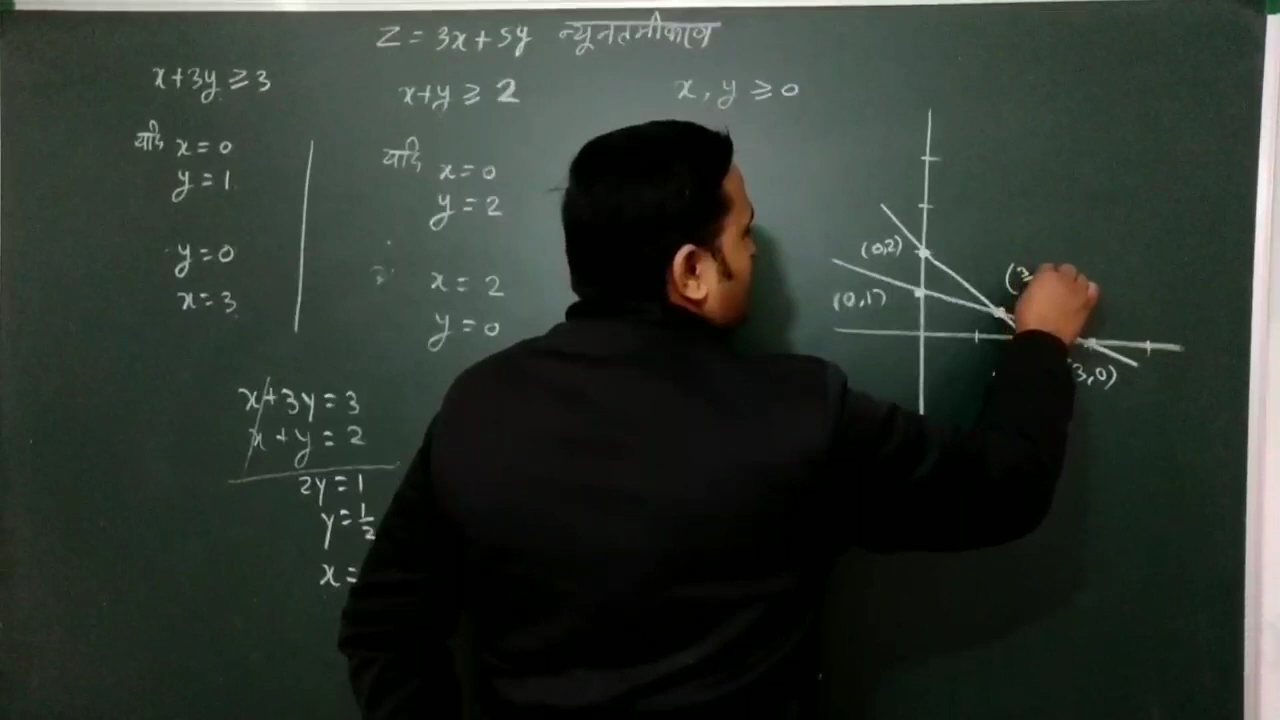 Z = 3x + 5y न्यूनतमीकरण
x + 3y ≥ 3
x + y ≥ 2
x, y ≥ 0
यदि x = 0
y = 1
y = 0
x = 3
यदि x = 0
y = 2
x = 2
y = 0
x + 3y = 3
x + y = 2
2y = 1
y = 1/2
x =
(0,2)
(0,1)
(3
3,0)